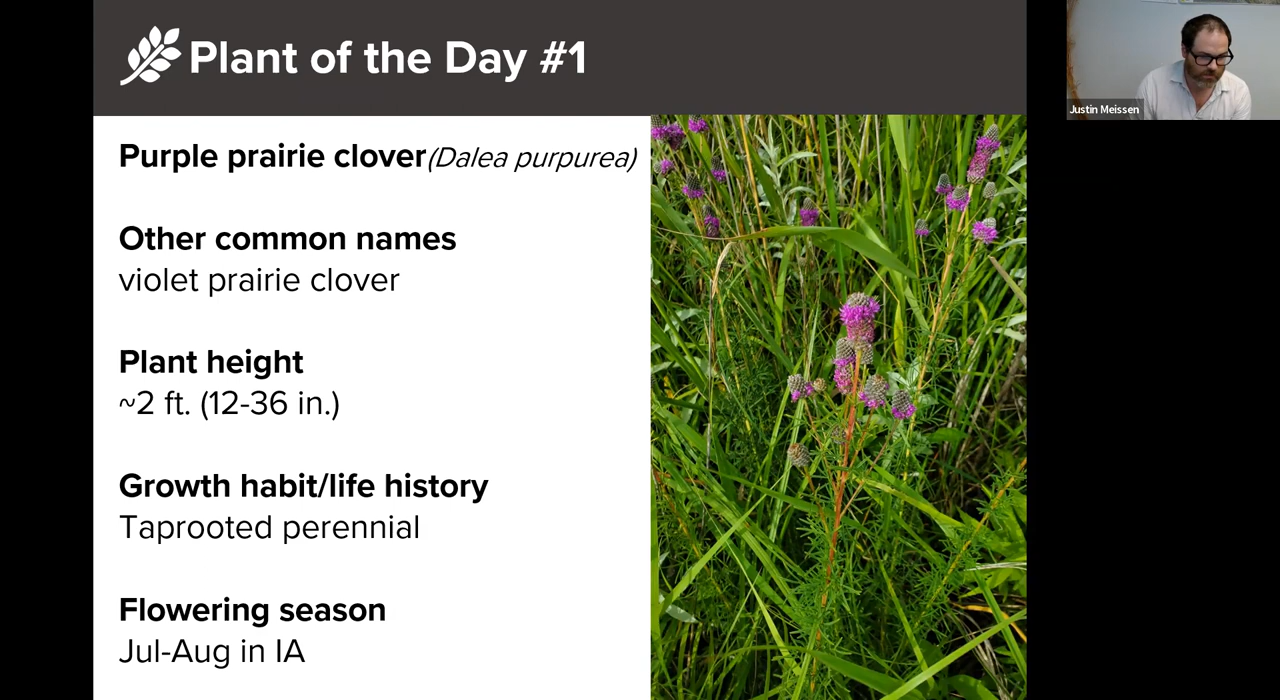 Plant of the Day #1
Justin Meissen
Purple prairie clover (Dalea purpurea)
Other common names
violet prairie clover
Plant height
~2 ft. (12-36 in.)
Growth habit/life history
Taprooted perennial
Flowering season
Jul-Aug in IA